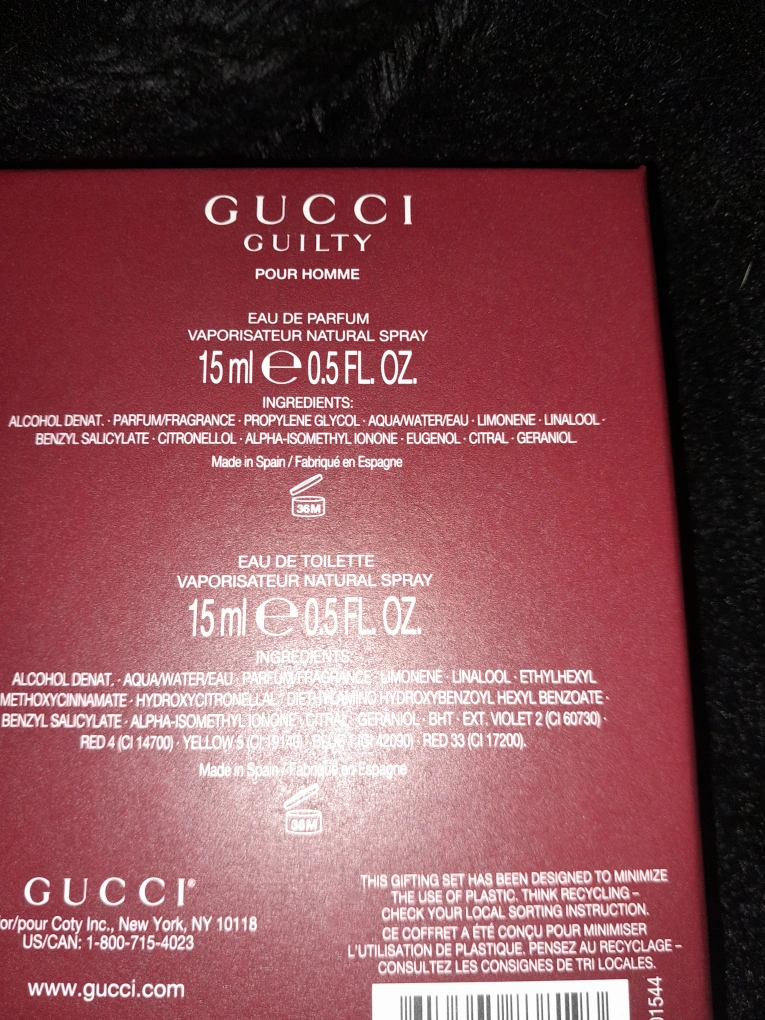 GUCCI
GUILTY
POUR HOMME
EAU DE PARFUM
VAPORISATEUR NATURAL SPRAY
15 ml e 0.5 FL. OZ.
INGREDIENTS:
ALCOHOL DENAT. · PARFUM/FRAGRANCE · PROPYLENE GLYCOL · AQUA/WATER/EAU · LIMONENE · LINALOOL ·
BENZYL SALICYLATE · CITRONELLOL · ALPHA-ISOMETHYL IONONE · EUGENOL · CITRAL · GERANIOL.
Made in Spain / Fabriqué en Espagne
36M
EAU DE TOILETTE
VAPORISATEUR NATURAL SPRAY
15 ml e 0.5 FL. OZ.
INGREDIENTS:
ALCOHOL DENAT. · AQUA/WATER/EAU · PARFUM/FRAGRANCE · LIMONENE · LINALOOL · ETHYLHEXYL
METHOXYCINNAMATE · HYDROXYCITRONELLAL · DIETHYLAMINO HYDROXYBENZOYL HEXYL BENZOATE ·
BENZYL SALICYLATE · ALPHA-ISOMETHYL IONONE · CITRAL · GERANIOL · BHT · EXT. VIOLET 2 (CI 60730) ·
RED 4 (CI 14700) · YELLOW 5 (CI 19140) · BLUE 1 (CI 42090) · RED 33 (CI 17200).
Made in Spain / Fabriqué en Espagne
36M
GUCCI®
for/pour Coty Inc., New York, NY 10118
US/CAN: 1-800-715-4023
www.gucci.com
THIS GIFTING SET HAS BEEN DESIGNED TO MINIMIZE
THE USE OF PLASTIC. THINK RECYCLING –
CHECK YOUR LOCAL SORTING INSTRUCTION.
CE COFFRET A ÉTÉ CONÇU POUR MINIMISER
L'UTILISATION DE PLASTIQUE. PENSEZ AU RECYCLAGE –
CONSULTEZ LES CONSIGNES DE TRI LOCALES.